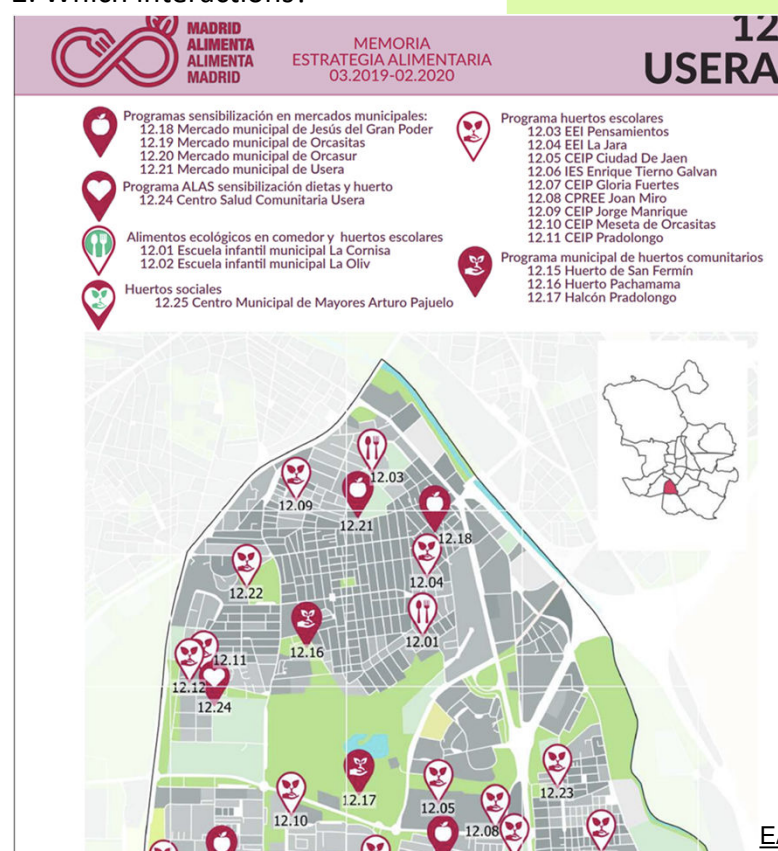 2. Which interactions?
MADRID
ALIMENTA
ALIMENTA
MADRID
MEMORIA
ESTRATEGIA ALIMENTARIA
03.2019-02.2020
12
USERA
Programas sensibilización en mercados municipales:
12.18 Mercado municipal de Jesús del Gran Poder
12.19 Mercado municipal de Orcasitas
12.20 Mercado municipal de Orcasur
12.21 Mercado municipal de Usera
Programa ALAS sensibilización dietas y huerto
12.24 Centro Salud Comunitaria Usera
Alimentos ecológicos en comedor y huertos escolares
12.01 Escuela infantil municipal La Cornisa
12.02 Escuela infantil municipal La Oliv
Huertos sociales
12.25 Centro Municipal de Mayores Arturo Pajuelo
Programa huertos escolares
12.03 EEI Pensamientos
12.04 EEI La Jara
12.05 CEIP Ciudad De Jaen
12.06 IES Enrique Tierno Galvan
12.07 CEIP Gloria Fuertes
12.08 CPREE Joan Miro
12.09 CEIP Jorge Manrique
12.10 CEIP Meseta de Orcasitas
12.11 CEIP Pradolongo
Programa municipal de huertos comunitarios
12.15 Huerto de San Fermín
12.16 Huerto Pachamama
12.17 Halcón Pradolongo
12.03
12.09
12.21
12.18
12.04
12.22
12.01
12.16
12.11
12.12
12.24
12.23
12.17
12.05
12.10
12.08